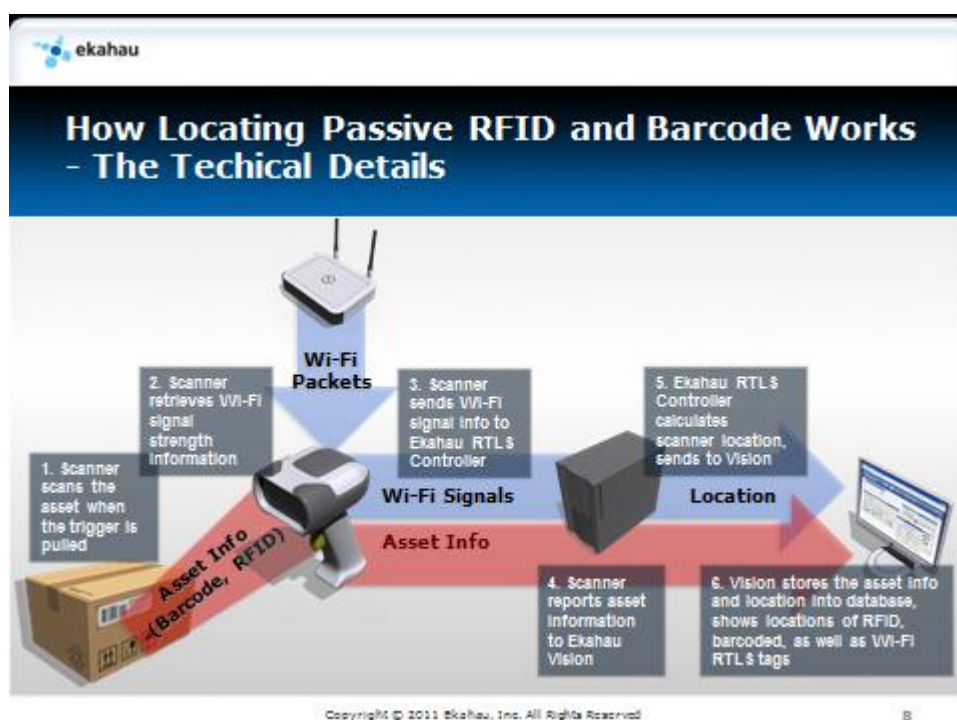 ekahau
How Locating Passive RFID and Barcode Works
- The Techical Details
Wi-Fi
Packets
2. Scanner
retrieves Wi-Fi
signal
strength
information
3. Scanner
sends Wi-Fi
signal info to
Ekahau RTLS
Controller
5. Ekahau RTLS
Controller
calculates
scanner location,
sends to Vision
1. Scanner
scans the
asset when
the trigger is
pulled
Wi-Fi Signals
Location
Asset Info
(Barcode, RFID)
Asset Info
4. Scanner
reports asset
information
to Ekahau
Vision
6. Vision stores the asset info
and location into database,
shows locations of RFID,
barcoded, as well as Wi-Fi
RTLS tags
Copyright © 2011 Ekahau, Inc. All Rights Reserved
8